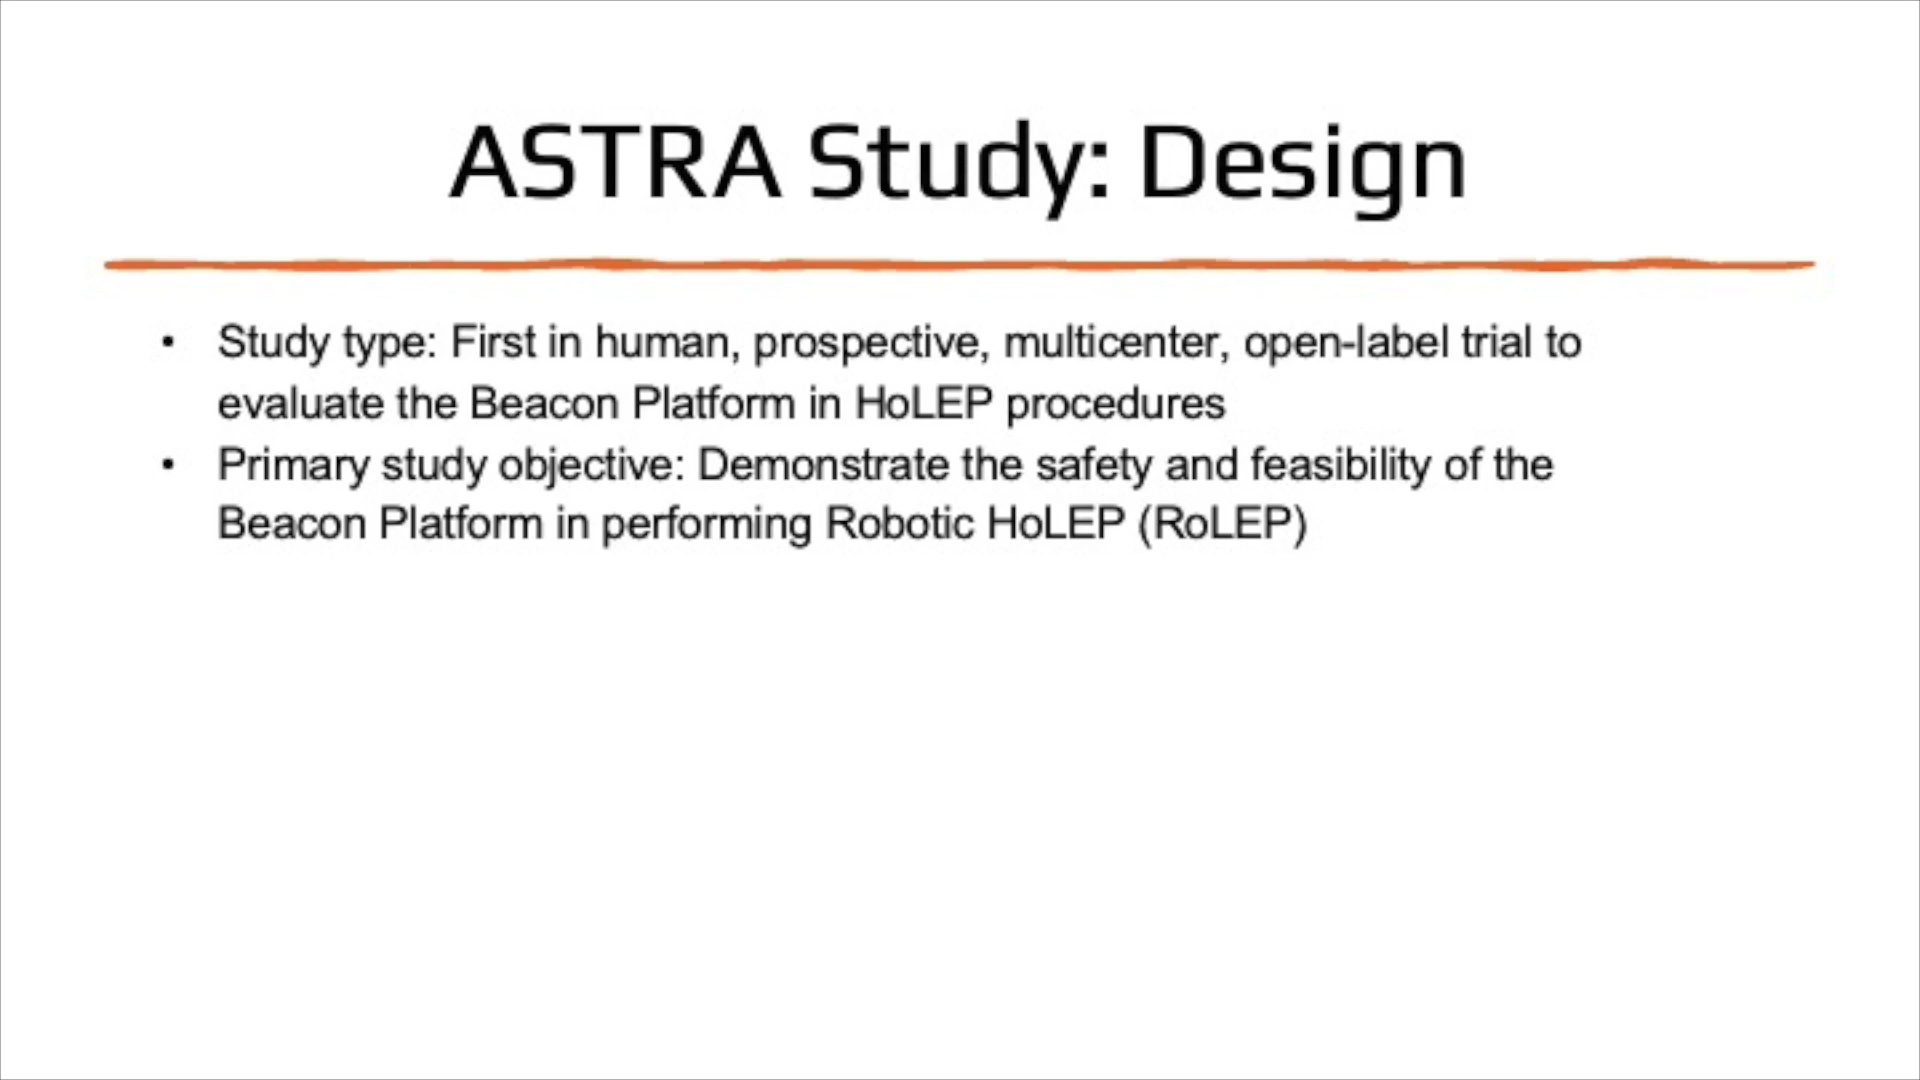 ASTRA Study: Design
• Study type: First in human, prospective, multicenter, open-label trial to
evaluate the Beacon Platform in HoLEP procedures
• Primary study objective: Demonstrate the safety and feasibility of the
Beacon Platform in performing Robotic HoLEP (RoLEP)